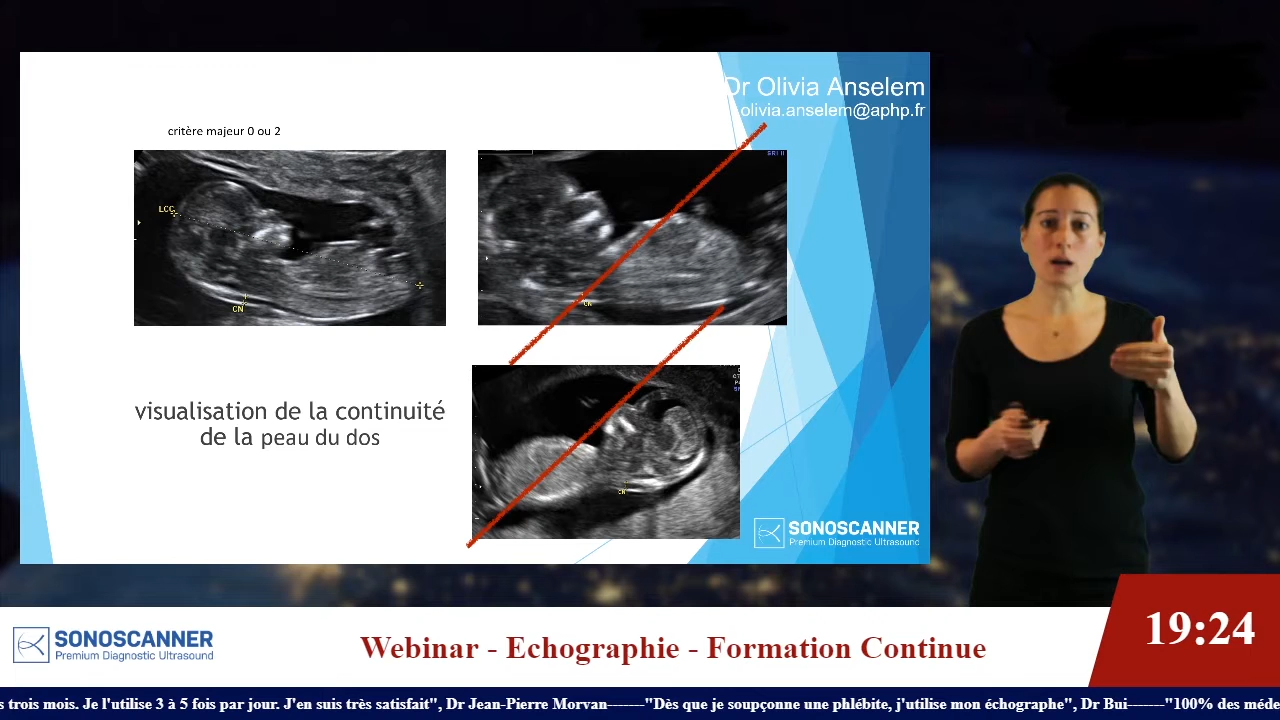 Dr Olivia Anselem
olivia.anselem@aphp.fr
critère majeur 0 ou 2
LCC
CN
SRI II
CN
visualisation de la continuité
de la peau du dos
CN
SONOSCANNER
Premium Diagnostic Ultrasound
SONOSCANNER
Premium Diagnostic Ultrasound
Webinar - Echographie - Formation Continue
19:24
s trois mois. Je l'utilise 3 à 5 fois par jour. J'en suis très satisfait", Dr Jean-Pierre Morvan-------"Dès que je soupçonne une phlébite, j'utilise mon échographe", Dr Bui-------"100% des méde